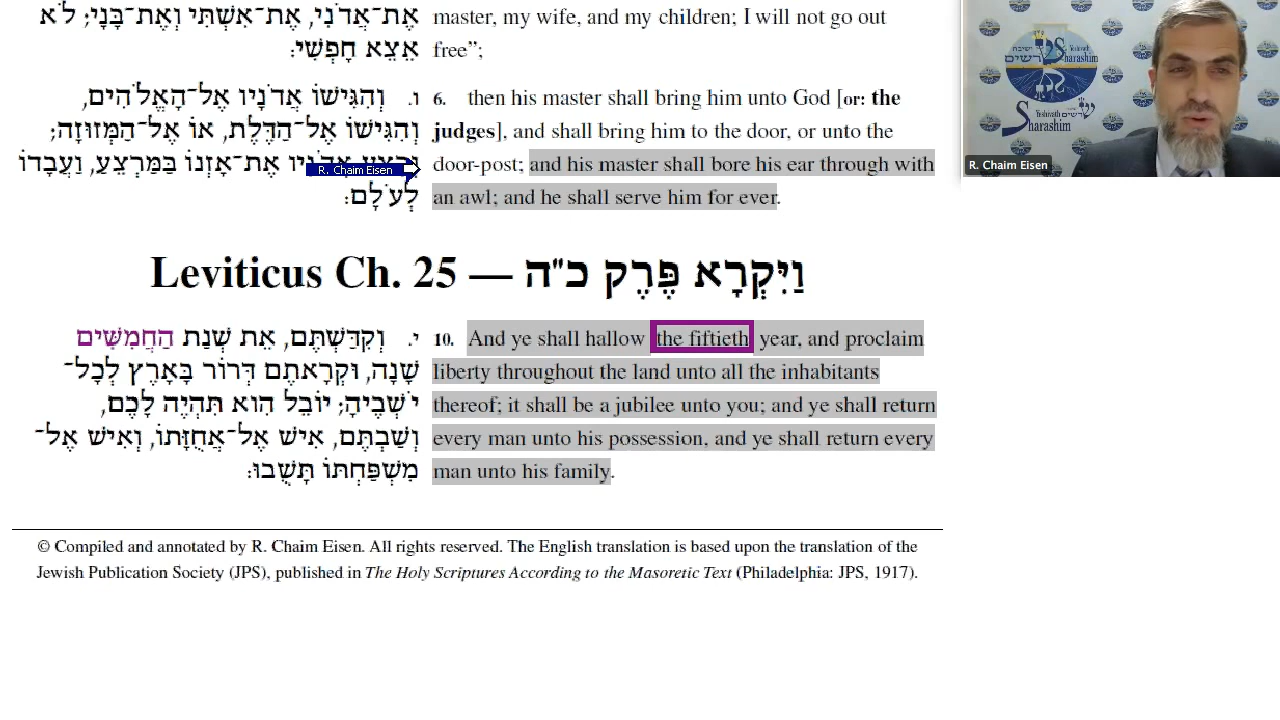 אֶת־אֲדֹנִי, אֶת־אִשְׁתִּי וְאֶת־בָּנָי; לֹא
אֵצֵא חָפְשִׁי:
master, my wife, and my children; I will not go out
free”;
ו. וְהִגִּישׁוֹ אֲדֹנָיו אֶל־הָאֱלֹהִים,
וְהִגִּישׁוֹ אֶל־הַדֶּלֶת, אוֹ אֶל־הַמְּזוּזָה;
אֶת־אָזְנוֹ בַּמַּרְצֵעַ, וַעֲבָדוֹ
לְעֹלָם:
R. Chaim Eisen
6. then his master shall bring him unto God [or: the
judges], and shall bring him to the door, or unto the
door-post; and his master shall bore his ear through with
an awl; and he shall serve him for ever.
Leviticus Ch. 25 — וַיִּקְרָא פֶּרֶק כ"ה
י. וְקִדַּשְׁתֶּם, אֵת שְׁנַת הַחֲמִשִּׁים
שָׁנָה, וּקְרָאתֶם דְּרוֹר בָּאָרֶץ לְכָל־
יֹשְׁבֶיהָ; יוֹבֵל הִוא תִּהְיֶה לָכֶם,
וְשַׁבְתֶּם, אִישׁ אֶל־אֲחֻזָּתוֹ, וְאִישׁ אֶל־
מִשְׁפַּחְתּוֹ תָּשֻׁבוּ:
10. And ye shall hallow the fiftieth year, and proclaim
liberty throughout the land unto all the inhabitants
thereof; it shall be a jubilee unto you; and ye shall return
every man unto his possession, and ye shall return every
man unto his family.
© Compiled and annotated by R. Chaim Eisen. All rights reserved. The English translation is based upon the translation of the
Jewish Publication Society (JPS), published in The Holy Scriptures According to the Masoretic Text (Philadelphia: JPS, 1917).
ישיבת
שרשים
Yeshivath
Sharashim
Yeshivath שרשים
Sharashim
R. Chaim Eisen